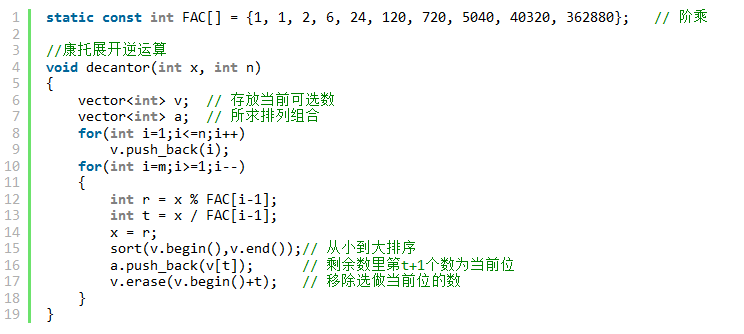 1 static const int FAC[] = {1, 1, 2, 6, 24, 120, 720, 5040, 40320, 362880};   // 阶乘
2
3 //康托展开逆运算
4 void decantor(int x, int n)
5 {
6     vector<int> v;  // 存放当前可选数
7     vector<int> a;  // 所求排列组合
8     for(int i=1;i<=n;i++)
9         v.push_back(i);
10     for(int i=m;i>=1;i--)
11     {
12         int r = x % FAC[i-1];
13         int t = x / FAC[i-1];
14         x = r;
15         sort(v.begin(),v.end());// 从小到大排序
16         a.push_back(v[t]);      // 剩余数里第t+1个数为当前位
17         v.erase(v.begin()+t);   // 移除选做当前位的数
18     }
19 }